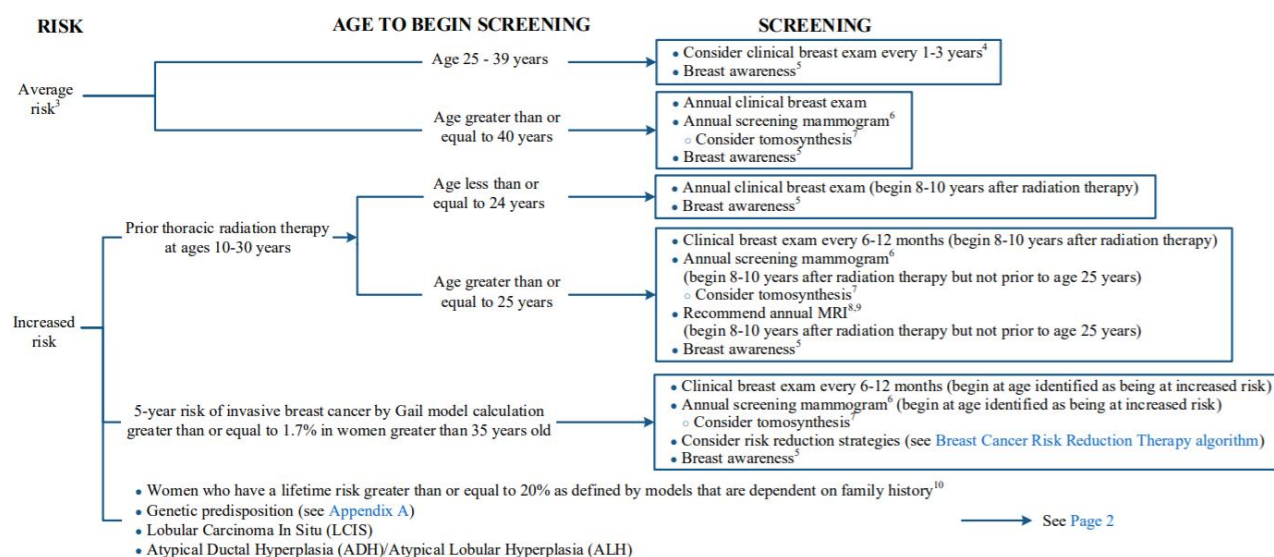 RISK
AGE TO BEGIN SCREENING
SCREENING
Average
risk3
Age 25 - 39 years
• Consider clinical breast exam every 1-3 years4
• Breast awareness5
Age greater than or
equal to 40 years
• Annual clinical breast exam
• Annual screening mammogram6
○ Consider tomosynthesis7
• Breast awareness5
Increased
risk
Prior thoracic radiation therapy
at ages 10-30 years
Age less than or
equal to 24 years
• Annual clinical breast exam (begin 8-10 years after radiation therapy)
• Breast awareness5
Age greater than or
equal to 25 years
• Clinical breast exam every 6-12 months (begin 8-10 years after radiation therapy)
• Annual screening mammogram6
(begin 8-10 years after radiation therapy but not prior to age 25 years)
○ Consider tomosynthesis7
• Recommend annual MRI8,9
(begin 8-10 years after radiation therapy but not prior to age 25 years)
• Breast awareness5
5-year risk of invasive breast cancer by Gail model calculation
greater than or equal to 1.7% in women greater than 35 years old
• Clinical breast exam every 6-12 months (begin at age identified as being at increased risk)
• Annual screening mammogram6 (begin at age identified as being at increased risk)
○ Consider tomosynthesis7
• Consider risk reduction strategies (see Breast Cancer Risk Reduction Therapy algorithm)
• Breast awareness5
• Women who have a lifetime risk greater than or equal to 20% as defined by models that are dependent on family history10
• Genetic predisposition (see Appendix A)
• Lobular Carcinoma In Situ (LCIS)
• Atypical Ductal Hyperplasia (ADH)/Atypical Lobular Hyperplasia (ALH)
See Page 2